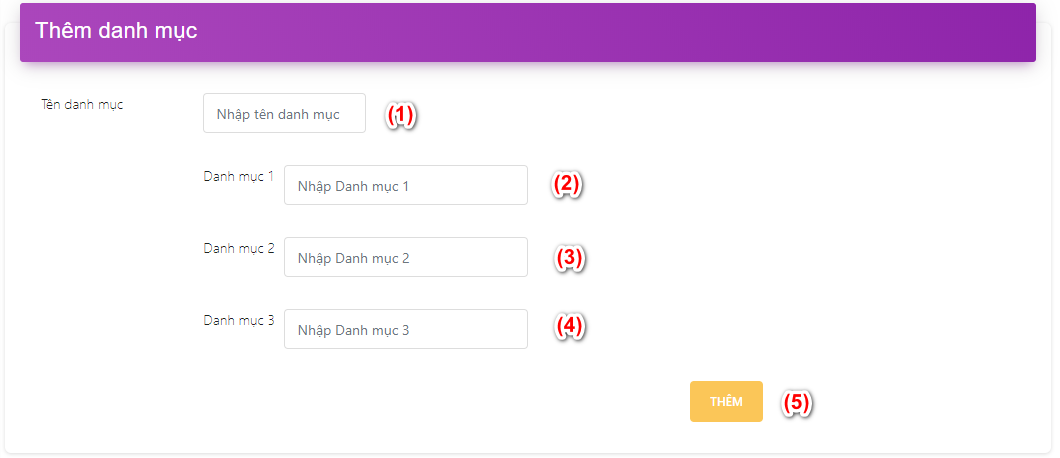 Thêm danh mục
Tên danh mục Nhập tên danh mục (1)
Danh mục 1 Nhập Danh mục 1 (2)
Danh mục 2 Nhập Danh mục 2 (3)
Danh mục 3 Nhập Danh mục 3 (4)
THÊM (5)